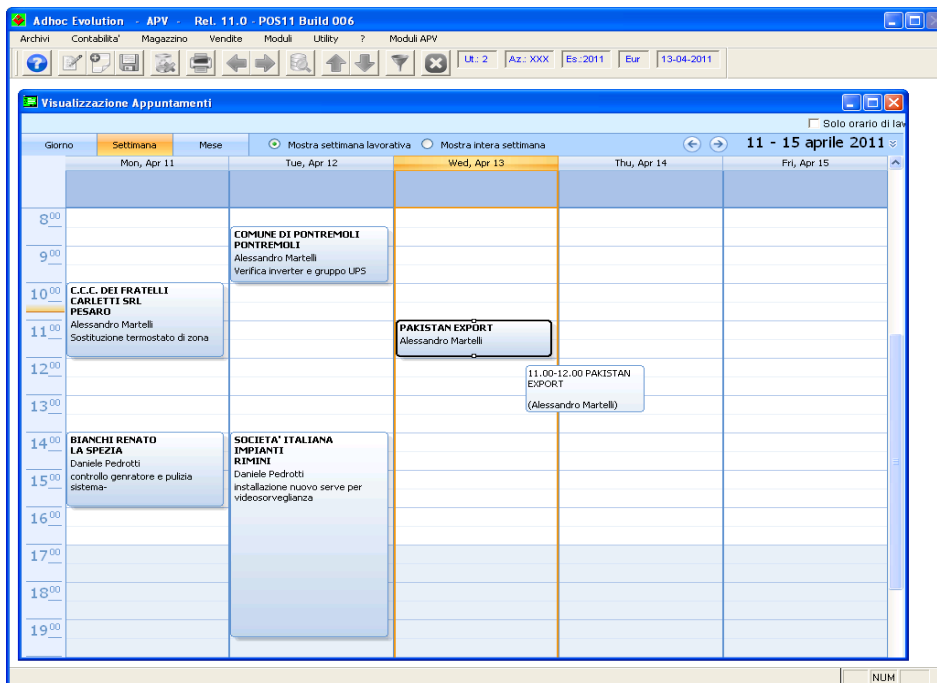 Adhoc Evolution - APV - Rel. 11.0 - POS11 Build 006
Archivi Contabilita' Magazzino Vendite Moduli Utility ? Moduli APV
Ut.: 2 Az.: XXX Es.:2011 Eur 13-04-2011
Visualizzazione Appuntamenti
Solo orario di lav
Giorno Settimana Mese Mostra settimana lavorativa Mostra intera settimana 11 - 15 aprile 2011
Mon, Apr 11 Tue, Apr 12 Wed, Apr 13 Thu, Apr 14 Fri, Apr 15
8 00
9 00
10 00
11 00
12 00
13 00
14 00
15 00
16 00
17 00
18 00
19 00
C.C.C. DEI FRATELLI
CARLETTI SRL
PESARO
Alessandro Martelli
Sostituzione termostato di zona
BIANCHI RENATO
LA SPEZIA
Daniele Pedrotti
controllo genratore e pulizia
sistema-
COMUNE DI PONTREMOLI
PONTREMOLI
Alessandro Martelli
Verifica inverter e gruppo UPS
SOCIETA' ITALIANA
IMPIANTI
RIMINI
Daniele Pedrotti
installazione nuovo serve per
videosorveglianza
PAKISTAN EXPORT
Alessandro Martelli
11.00-12.00 PAKISTAN
EXPORT
(Alessandro Martelli)
NUM